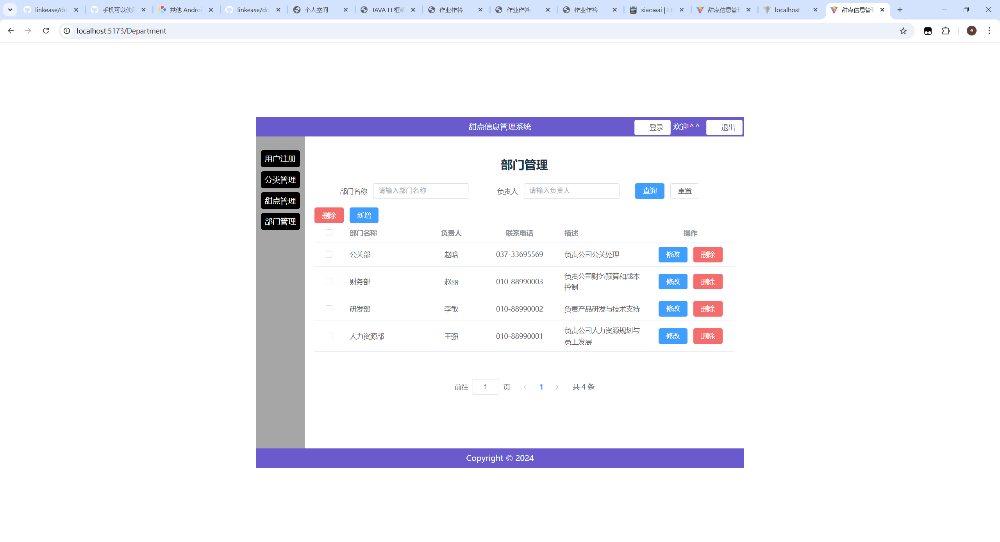 linkease/do
手机可以使用
其他 Androi
linkease/do
个人空间
JAVA EE框架
作业作答
作业作答
作业作答
xiaowai | Et
甜点信息管理
localhost
甜点信息管理
localhost:5173/Department
e
甜点信息管理系统
登录
欢迎^^
退出
用户注册
分类管理
甜点管理
部门管理
部门管理
部门名称 请输入部门名称 负责人 请输入负责人 查询 重置
删除 新增
部门名称 负责人 联系电话 描述 操作
公关部 赵晗 037-33695569 负责公司公关处理 修改 删除
财务部 赵丽 010-88990003 负责公司财务预算和成本
控制 修改 删除
研发部 李敏 010-88990002 负责产品研发与技术支持 修改 删除
人力资源部 王强 010-88990001 负责公司人力资源规划与
员工发展 修改 删除
前往 1 页 1 共 4 条
Copyright © 2024